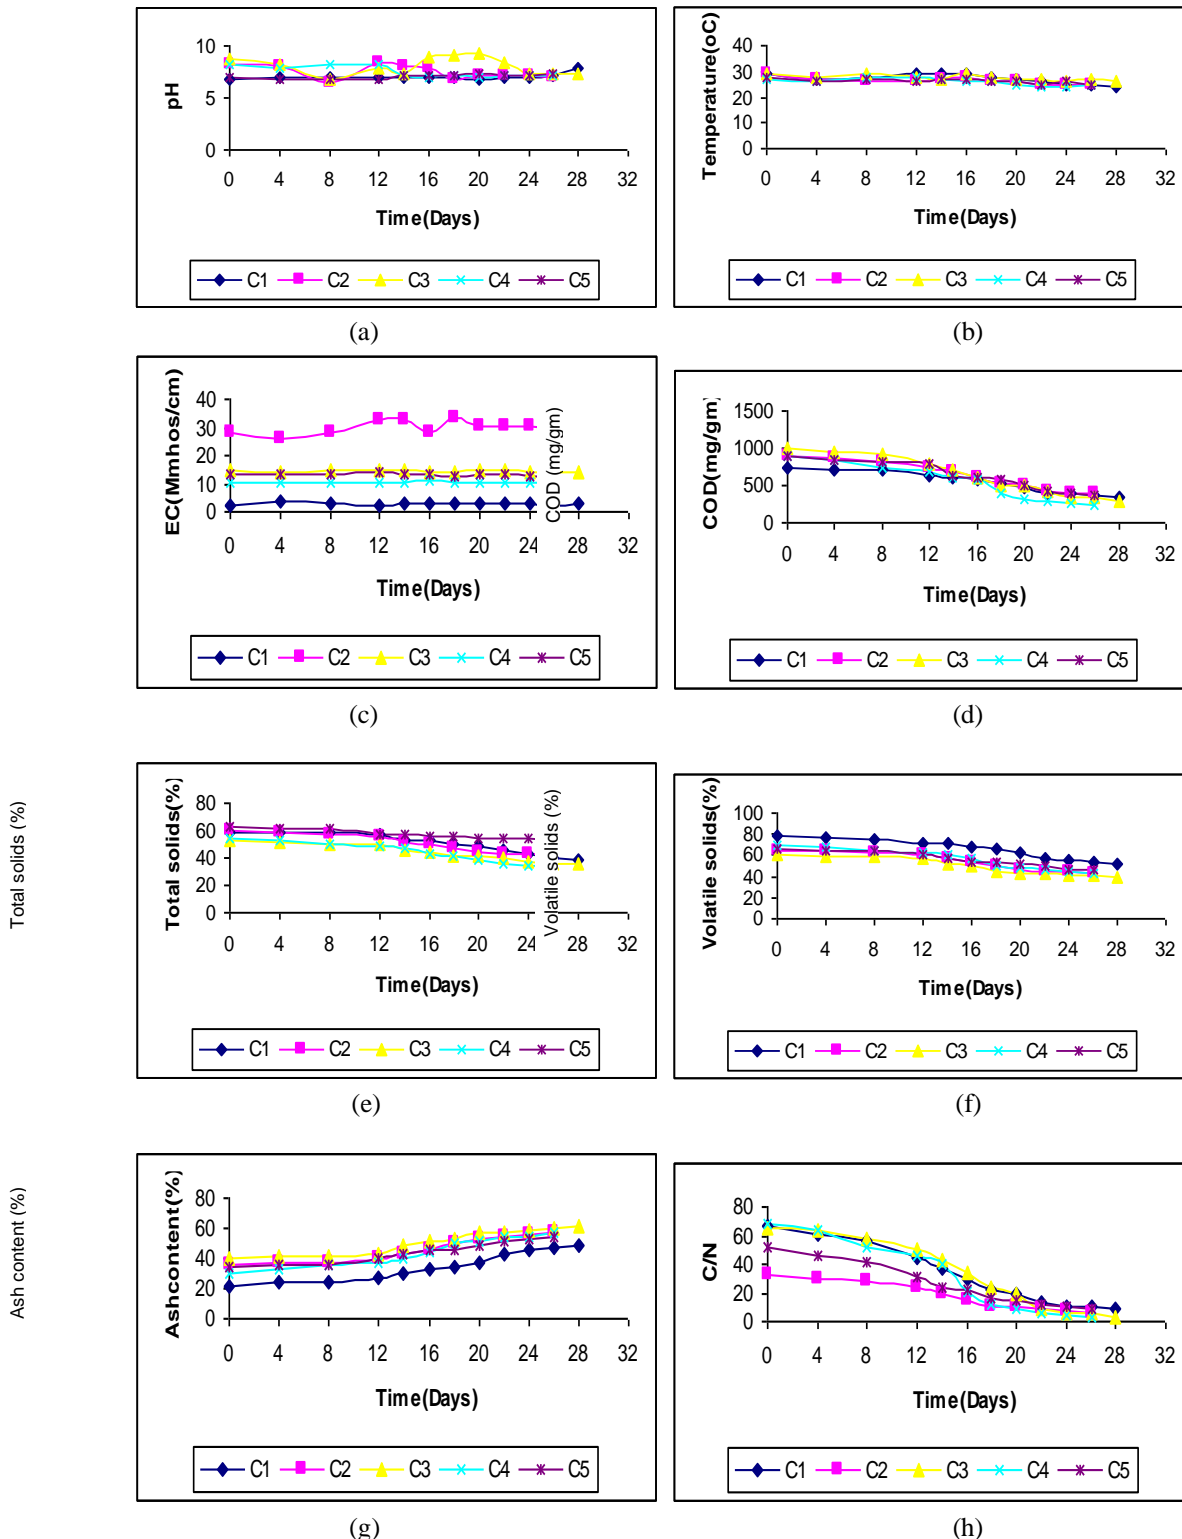 pH
10
5
0
0 4 8 12 16 20 24 28 32
Time(Days)
C1 C2 C3 C4 C5
(a)
Temperature(oC)
40
30
20
10
0
0 4 8 12 16 20 24 28 32
Time(Days)
C1 C2 C3 C4 C5
(b)
EC(Mmhos/cm)
40
30
20
10
0
0 4 8 12 16 20 24 28 32
Time(Days)
C1 C2 C3 C4 C5
(c)
COD (mg/gm)
COD(mg/gm)
1500
1000
500
0
0 4 8 12 16 20 24 28 32
Time(Days)
C1 C2 C3 C4 C5
(d)
Total solids (%)
Total solids(%)
80
60
40
20
0
0 4 8 12 16 20 24 28 32
Time(Days)
C1 C2 C3 C4 C5
(e)
Volatile solids (%)
Volatile solids(%)
100
80
60
40
20
0
0 4 8 12 16 20 24 28 32
Time(Days)
C1 C2 C3 C4 C5
(f)
Ash content (%)
Ashcontent(%)
80
60
40
20
0
0 4 8 12 16 20 24 28 32
Time(Days)
C1 C2 C3 C4 C5
(g)
C/N
80
60
40
20
0
0 4 8 12 16 20 24 28 32
Time(Days)
C1 C2 C3 C4 C5
(h)